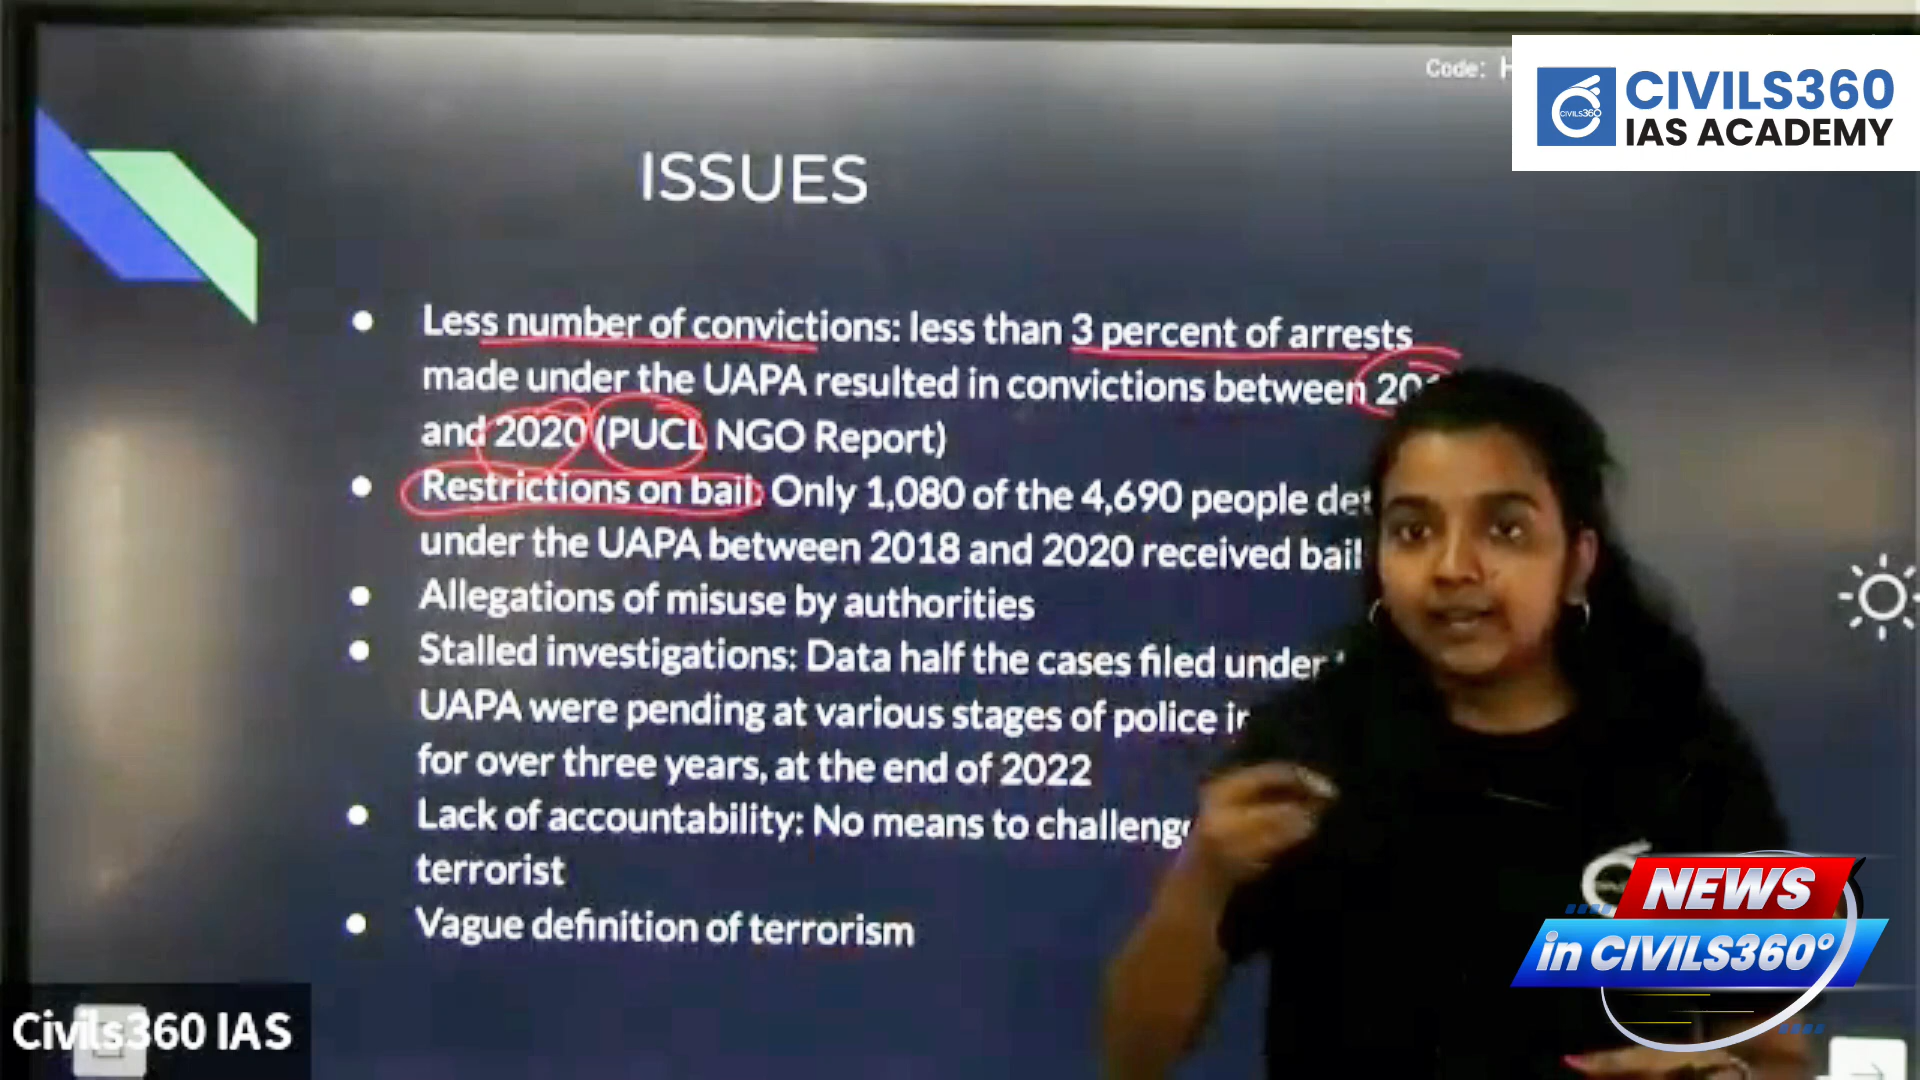 Code:
CIVILS360
IAS ACADEMY
CIVILS360
ISSUES
Less number of convictions: less than 3 percent of arrests
made under the UAPA resulted in convictions between
and 2020 (PUCL NGO Report)
Restrictions on bail: Only 1,080 of the 4,690 people
under the UAPA between 2018 and 2020 received bail
Allegations of misuse by authorities
Stalled investigations: Data half the cases filed under
UAPA were pending at various stages of police
for over three years, at the end of 2022
Lack of accountability: No means to
terrorist
Vague definition of terrorism
NEWS
in CIVILS360°
Civils360 IAS